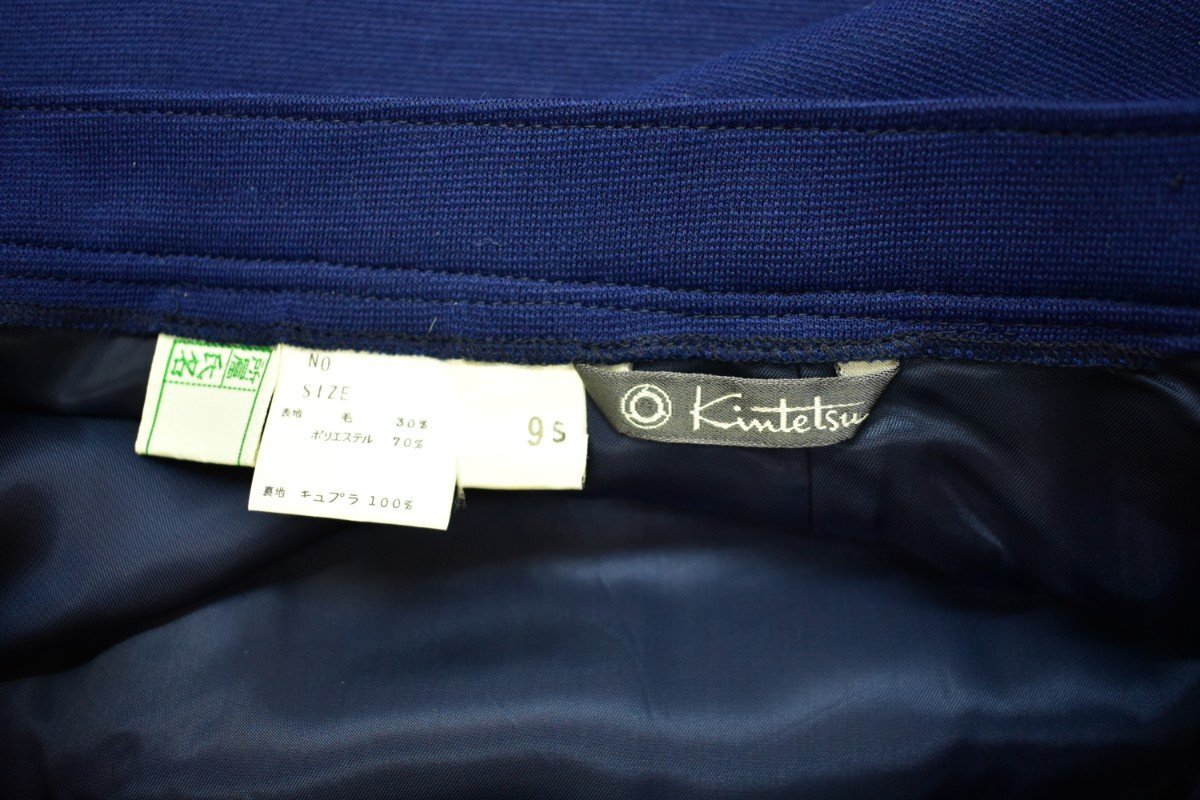 所属
氏名
NO
SIZE
表地 毛 30%
ポリエステル 70%
裏地 キュプラ 100%
9S
Kintetsu